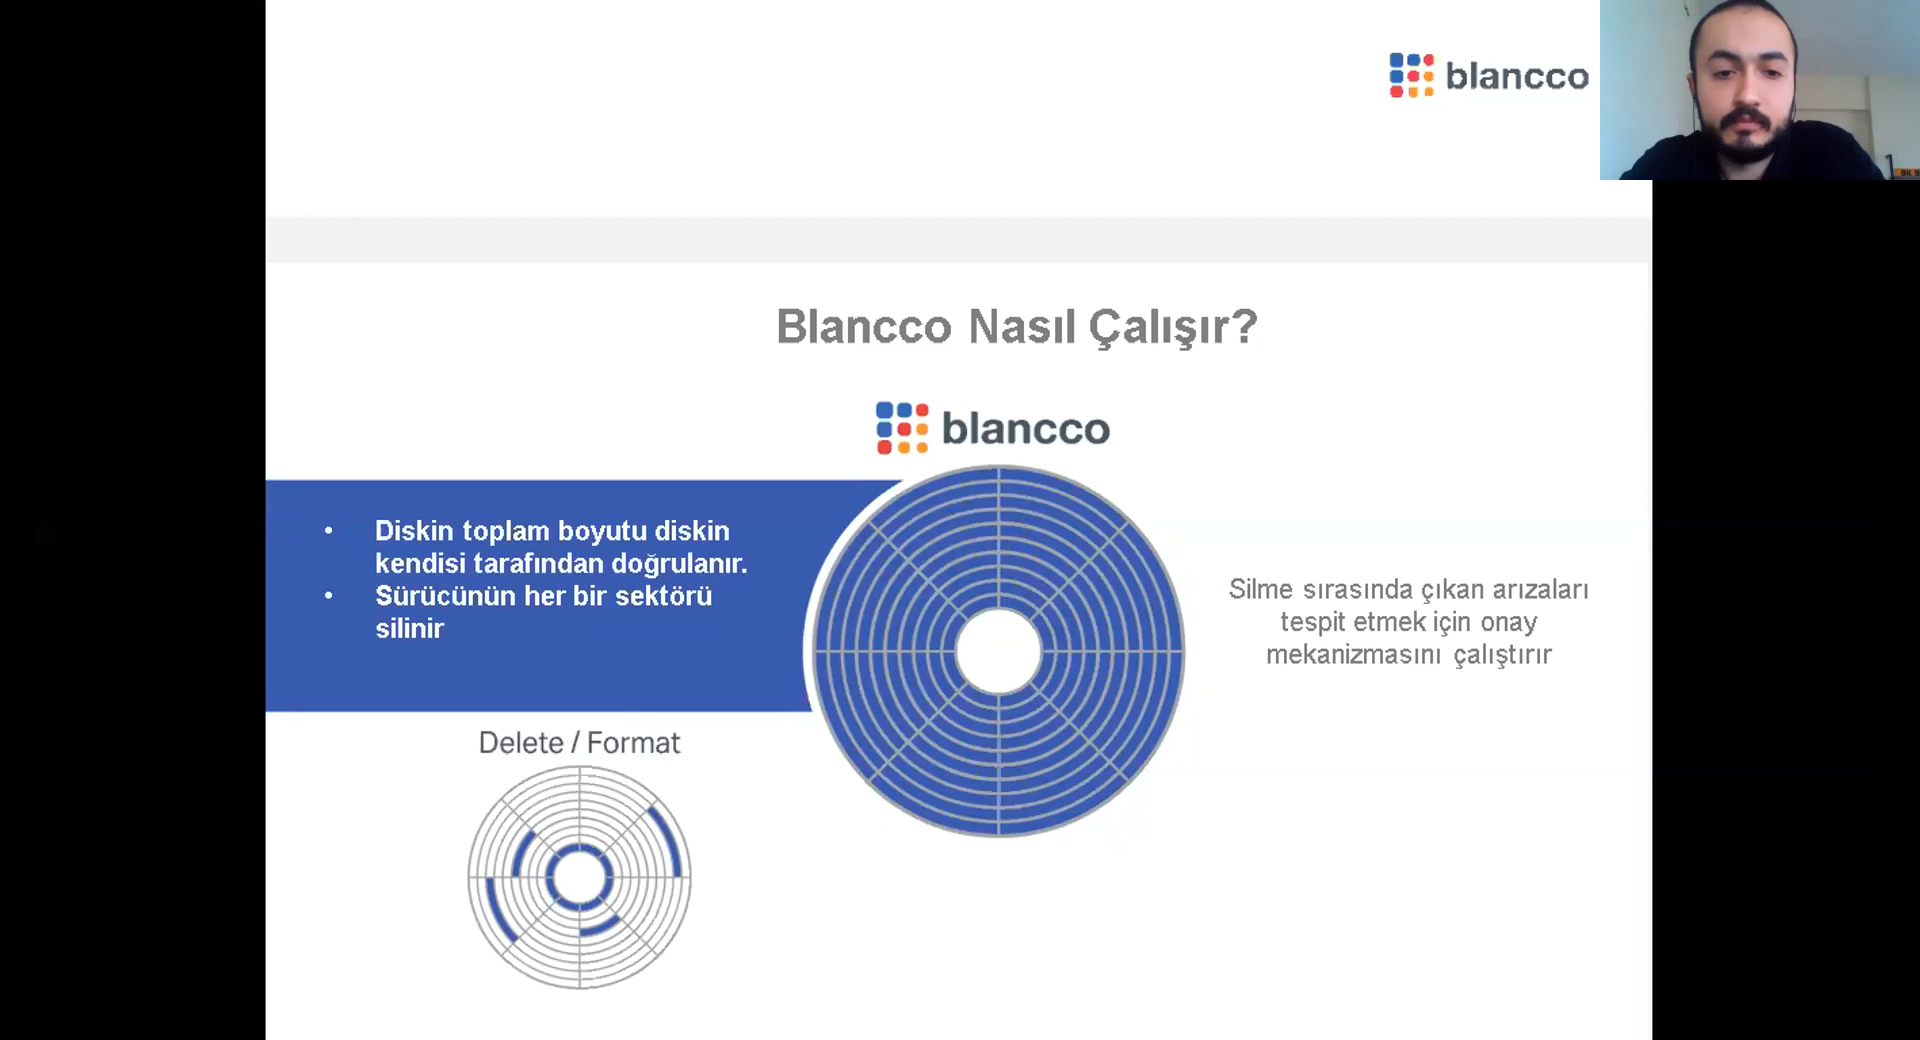 blancco
Blancco Nasıl Çalışır?
blancco
• Diskin toplam boyutu diskin
kendisi tarafından doğrulanır.
• Sürücünün her bir sektörü
silinir
Silme sırasında çıkan arızaları
tespit etmek için onay
mekanizmasını çalıştırır
Delete / Format